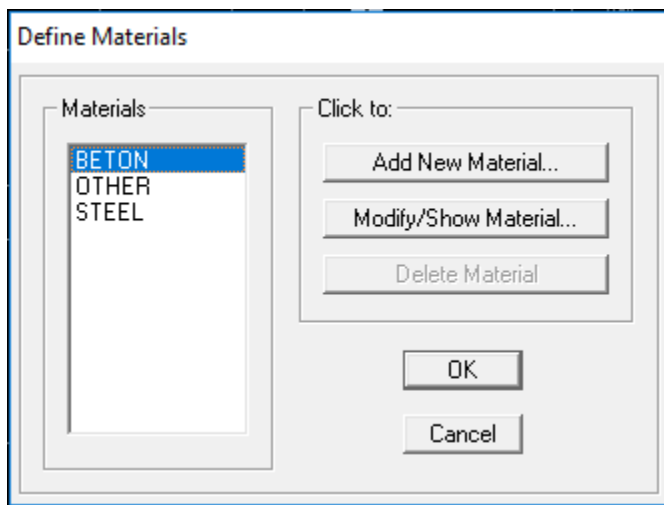 Define Materials
Materials
BETON
OTHER
STEEL
Click to:
Add New Material...
Modify/Show Material...
Delete Material
OK
Cancel